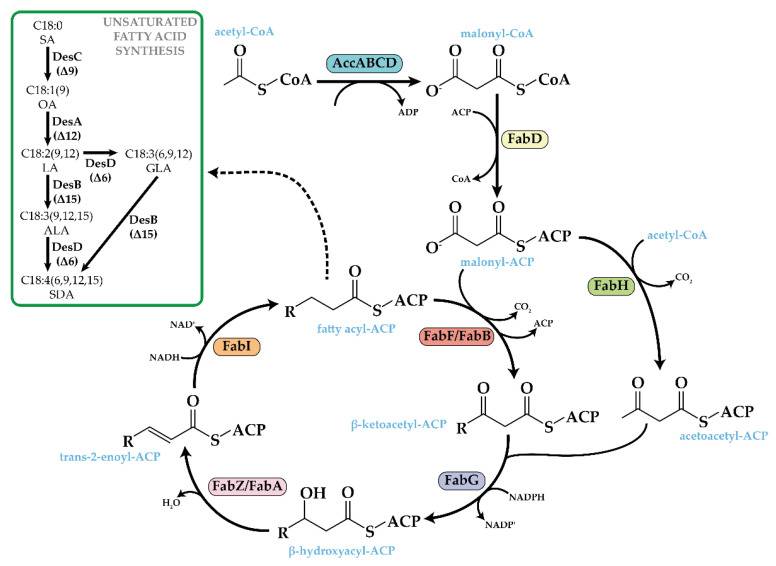 UNSATURATED
FATTY ACID
SYNTHESIS
C18:0
SA
DesC
(Δ9)
C18:1(9)
OA
DesA
(Δ12)
C18:2(9,12)
LA
DesD
(Δ6)
C18:3(6,9,12)
GLA
DesB
(Δ15)
DesB
(Δ15)
C18:3(9,12,15)
ALA
DesD
(Δ6)
C18:4(6,9,12,15)
SDA
acetyl-CoA
O
S
CoA
AccABCD
ADP
malonyl-CoA
O
O
O-
S
CoA
ACP
FabD
CoA
O
O
O-
S
ACP
malonyl-ACP
acetyl-CoA
FabH
CO2
O
R
S
ACP
fatty acyl-ACP
CO2
FabF/FabB
ACP
NAD+
NADH
FabI
O
R
S
ACP
trans-2-enoyl-ACP
O
O
β-ketoacetyl-ACP
R
S
ACP
O
O
S
ACP
acetoacetyl-ACP
FabG
NADPH
NADP+
FabZ/FabA
H2O
OH
O
R
S
ACP
β-hydroxyacyl-ACP